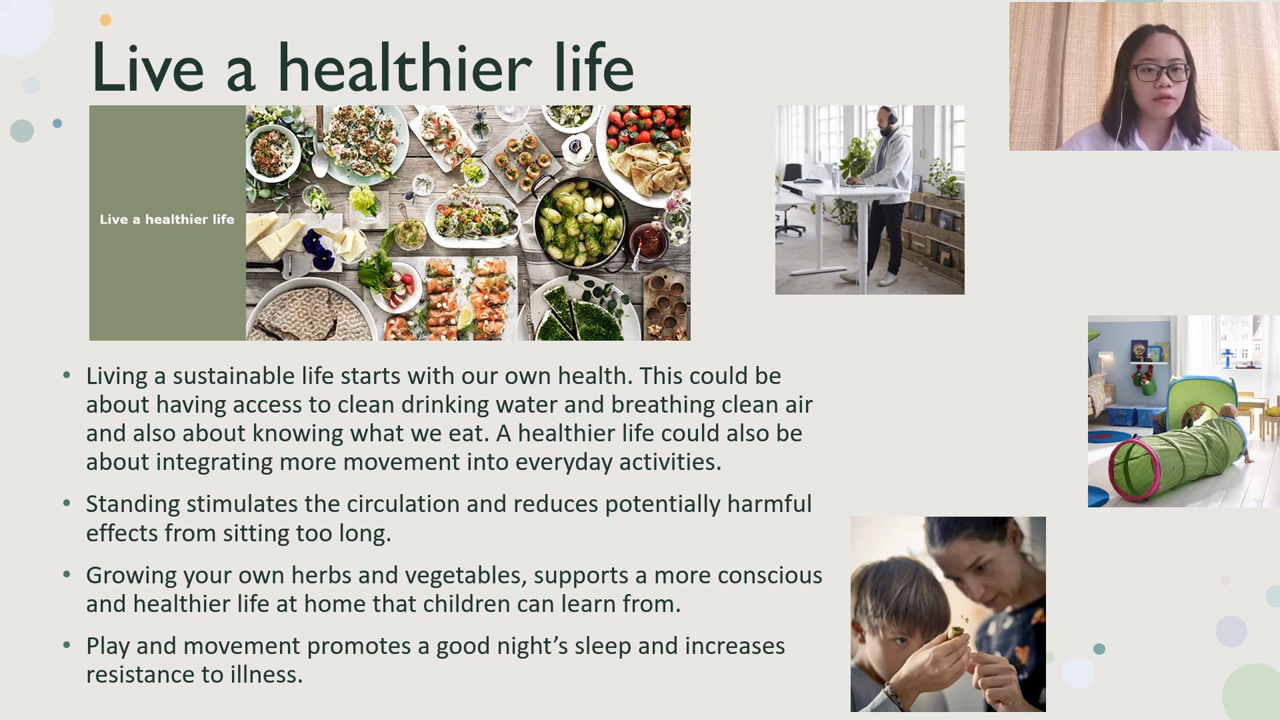 Live a healthier life
Live a healthier life
• Living a sustainable life starts with our own health. This could be
about having access to clean drinking water and breathing clean air
and also about knowing what we eat. A healthier life could also be
about integrating more movement into everyday activities.
• Standing stimulates the circulation and reduces potentially harmful
effects from sitting too long.
• Growing your own herbs and vegetables, supports a more conscious
and healthier life at home that children can learn from.
• Play and movement promotes a good night’s sleep and increases
resistance to illness.